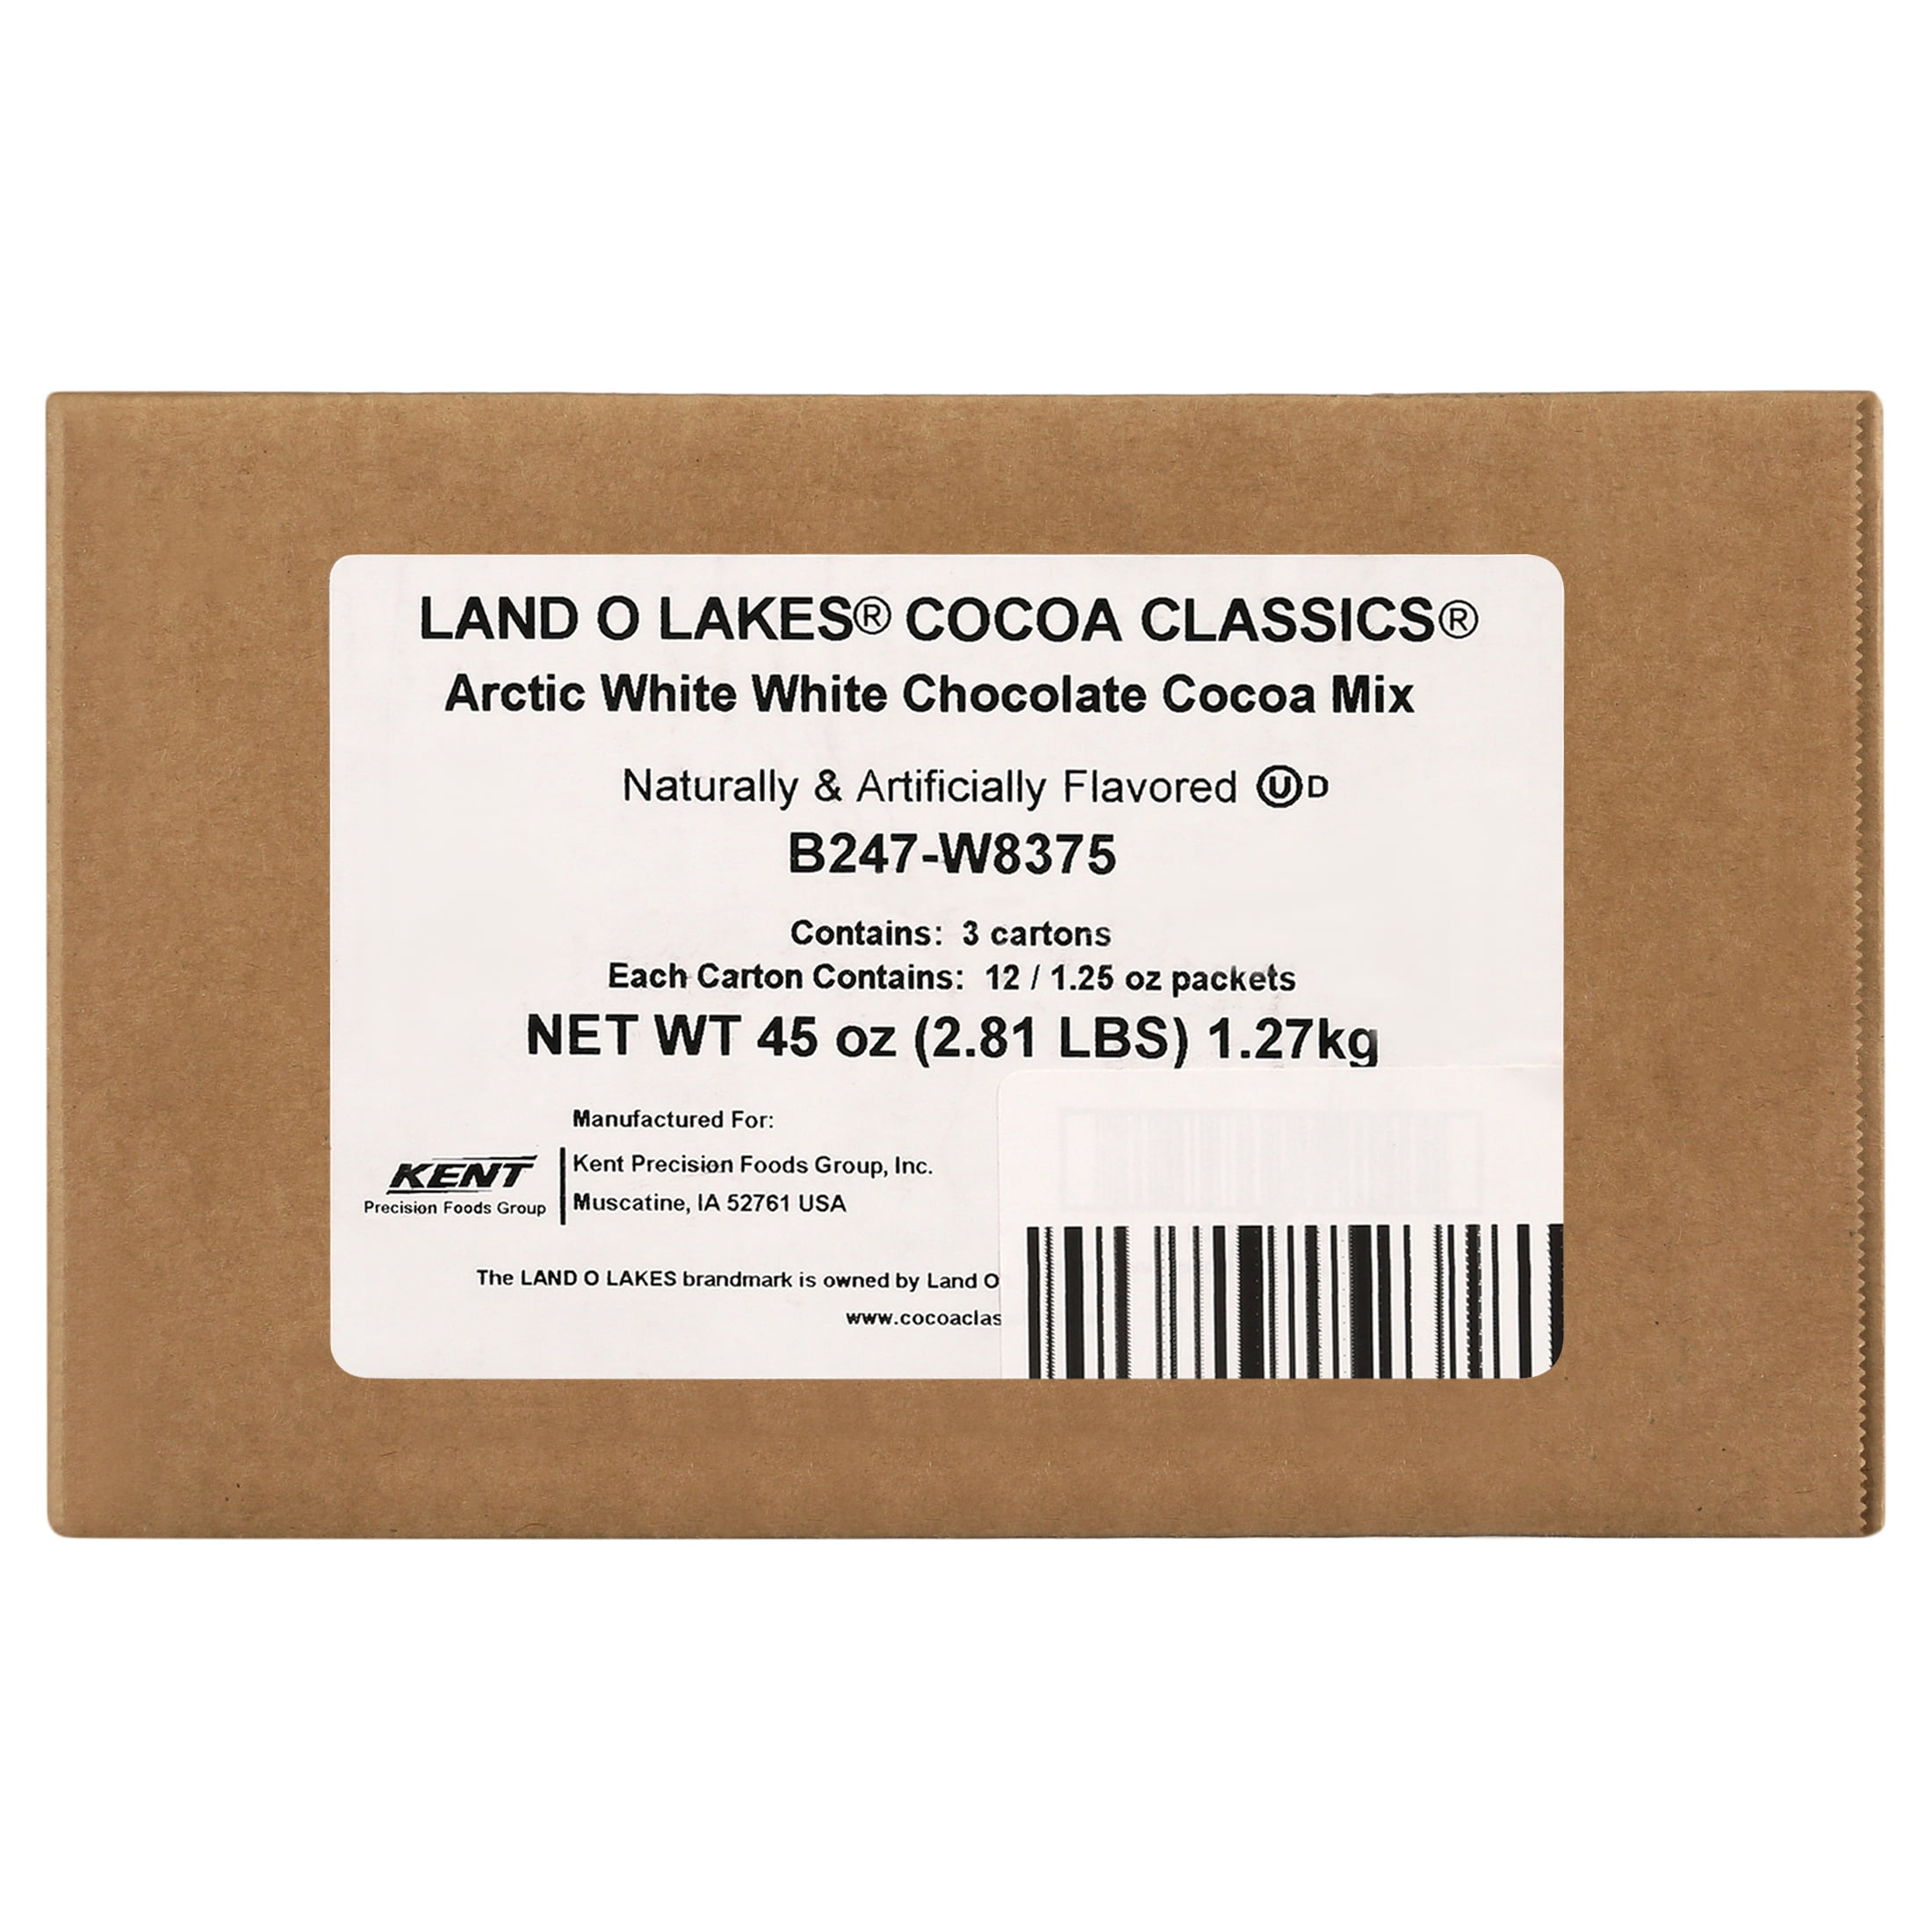 LAND O LAKES® COCOA CLASSICS®
Arctic White White Chocolate Cocoa Mix
Naturally & Artificially Flavored Ⓤ D
B247-W8375
Contains: 3 cartons
Each Carton Contains: 12 / 1.25 oz packets
NET WT 45 oz (2.81 LBS) 1.27kg
Manufactured For:
KENT
Precision Foods Group
Kent Precision Foods Group, Inc.
Muscatine, IA 52761 USA
The LAND O LAKES brandmark is owned by Land O
www.cocoaclas